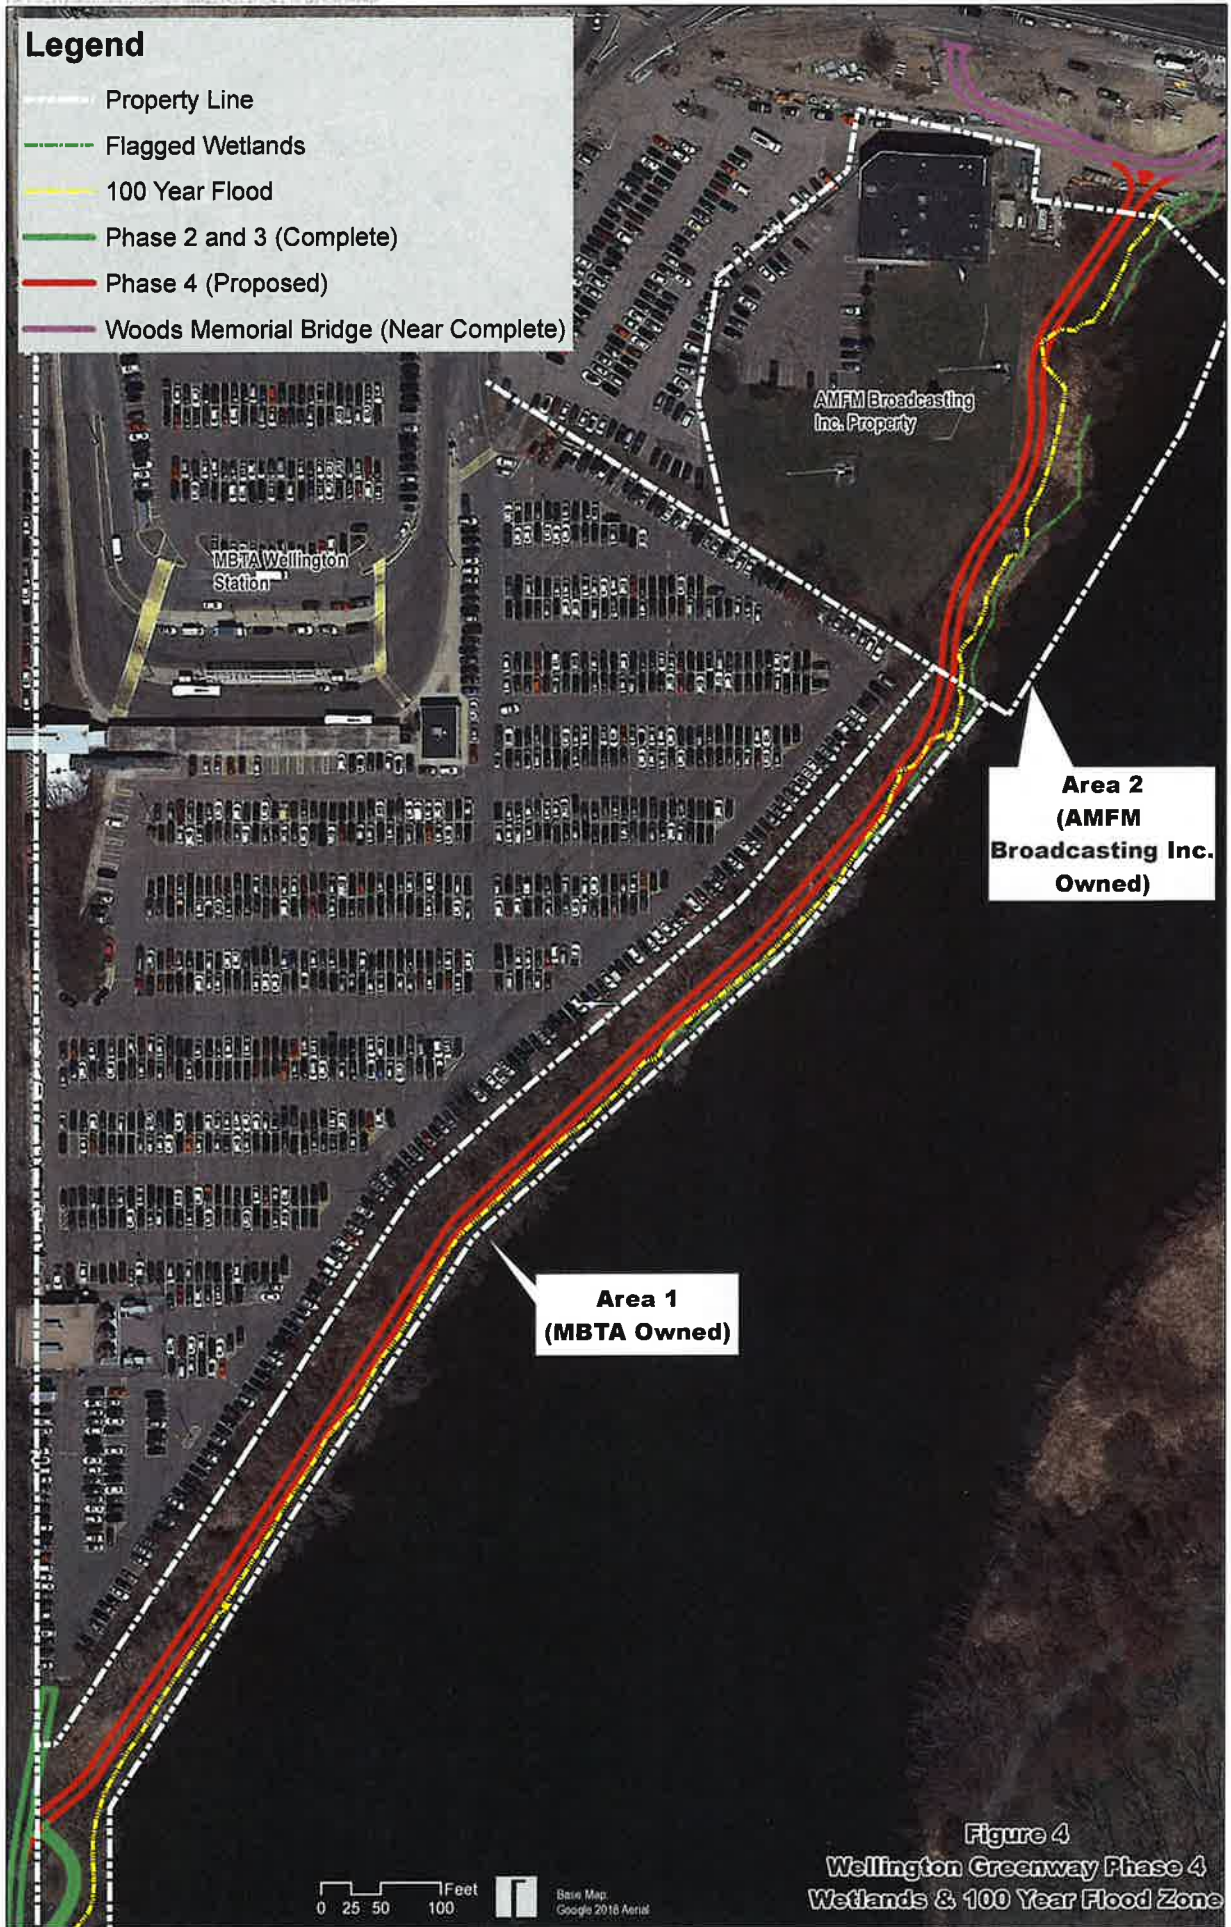 Legend
Property Line
Flagged Wetlands
100 Year Flood
Phase 2 and 3 (Complete)
Phase 4 (Proposed)
Woods Memorial Bridge (Near Complete)
AMFM Broadcasting
Inc. Property
MBTA Wellington
Station
Area 2
(AMFM
Broadcasting Inc.
Owned)
Area 1
(MBTA Owned)
Feet
0 25 50 100
Base Map:
Google 2018 Aerial
Figure 4
Wellington Greenway Phase 4
Wetlands & 100 Year Flood Zone